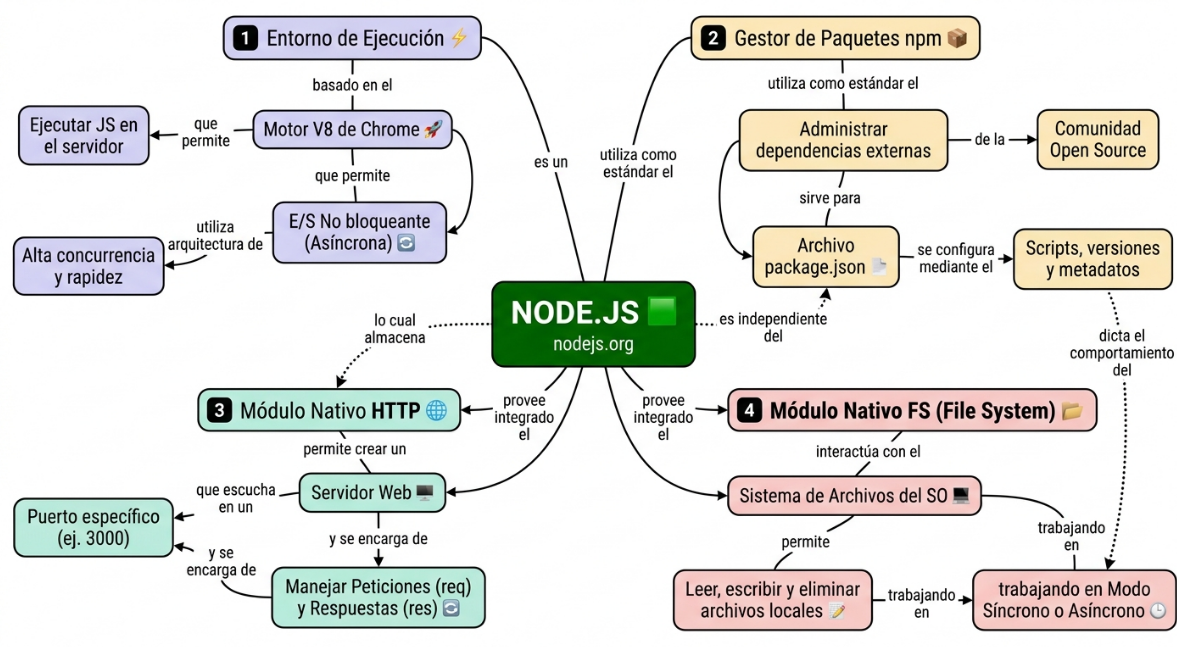 1 Entorno de Ejecución ⚡
basado en el
Motor V8 de Chrome 🚀
que
permite
Ejecutar JS en
el servidor
que permite
E/S No bloqueante
(Asíncrona) 🔄
utiliza
arquitectura de
Alta concurrencia
y rapidez
es un
utiliza como
estándar el
2 Gestor de Paquetes npm 📦
utiliza como estándar el
Administrar
dependencias externas
de la
Comunidad
Open Source
sirve para
Archivo
package.json 📄
se configura
mediante el
Scripts, versiones
y metadatos
NODE.JS 🟩
nodejs.org
lo cual
almacena
es independiente
del
dicta el
comportamiento
del
3 Módulo Nativo HTTP 🌐
provee
integrado
el
permite crear un
Servidor Web 🖥️
que escucha
en un
Puerto específico
(ej. 3000)
y se encarga de
y se
encarga de
Manejar Peticiones (req)
y Respuestas (res) 🔄
provee
integrado
el
4 Módulo Nativo FS (File System) 📂
interactúa con el
Sistema de Archivos del SO 💻
permite
trabajando
en
Leer, escribir y eliminar
archivos locales 📝
trabajando
en
trabajando en Modo
Síncrono o Asíncrono 🕒